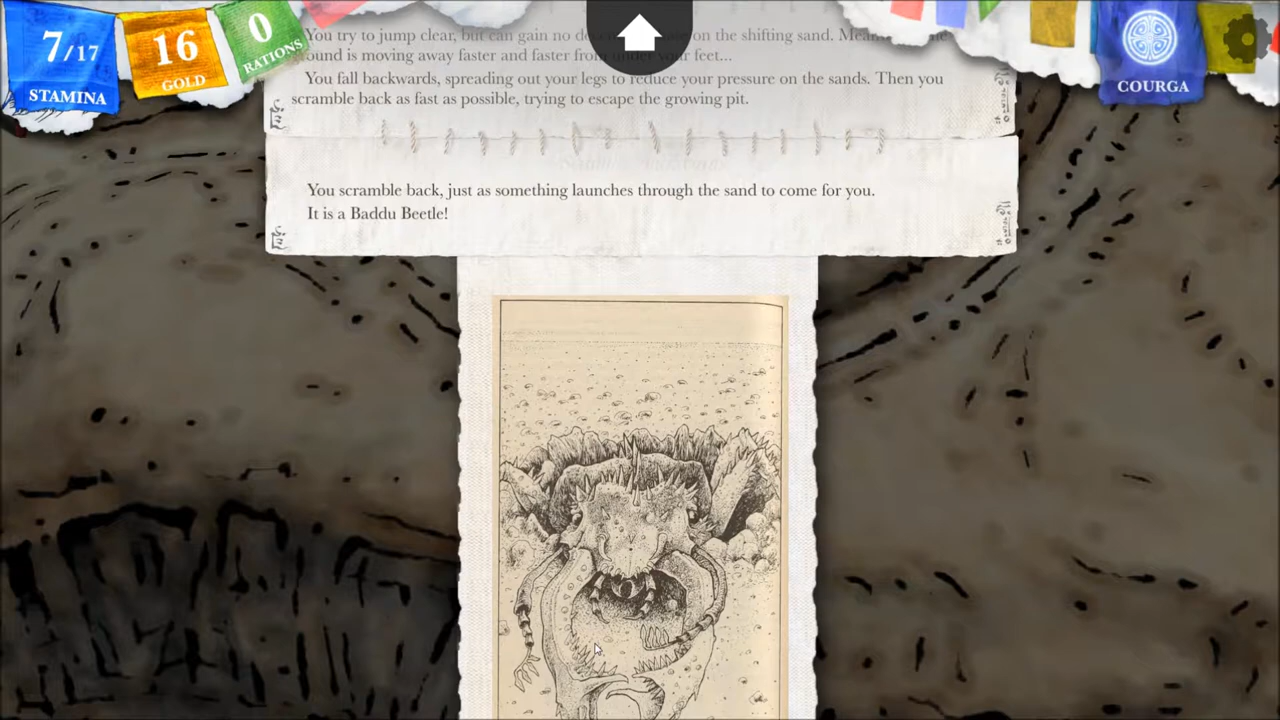 7/17
STAMINA
16
GOLD
0
RATIONS
COURGA
You try to jump clear, but can gain no on the shifting sand.
is moving away faster and faster from under your feet...
You fall backwards, spreading out your legs to reduce your pressure on the sands. Then you
scramble back as fast as possible, trying to escape the growing pit.
You scramble back, just as something launches through the sand to come for you.
It is a Baddu Beetle!